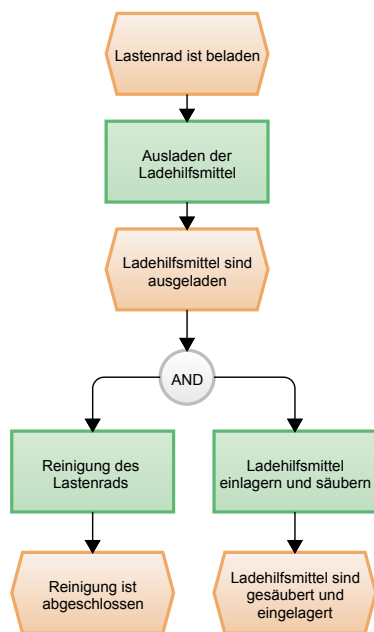 Lastenrad ist beladen
Ausladen der
Ladehilfsmittel
Ladehilfsmittel sind
ausgeladen
AND
Reinigung des
Lastenrads
Ladehilfsmittel
einlagern und säubern
Reinigung ist
abgeschlossen
Ladehilfsmittel sind
gesäubert und
eingelagert